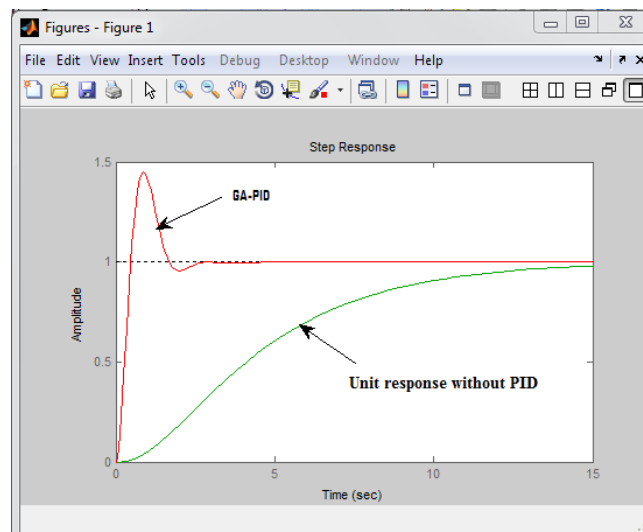 Figures - Figure 1
File Edit View Insert Tools Debug Desktop Window Help
Step Response
1.5
GA-PID
1
Amplitude
0.5
Unit response without PID
0
0 5 10 15
Time (sec)